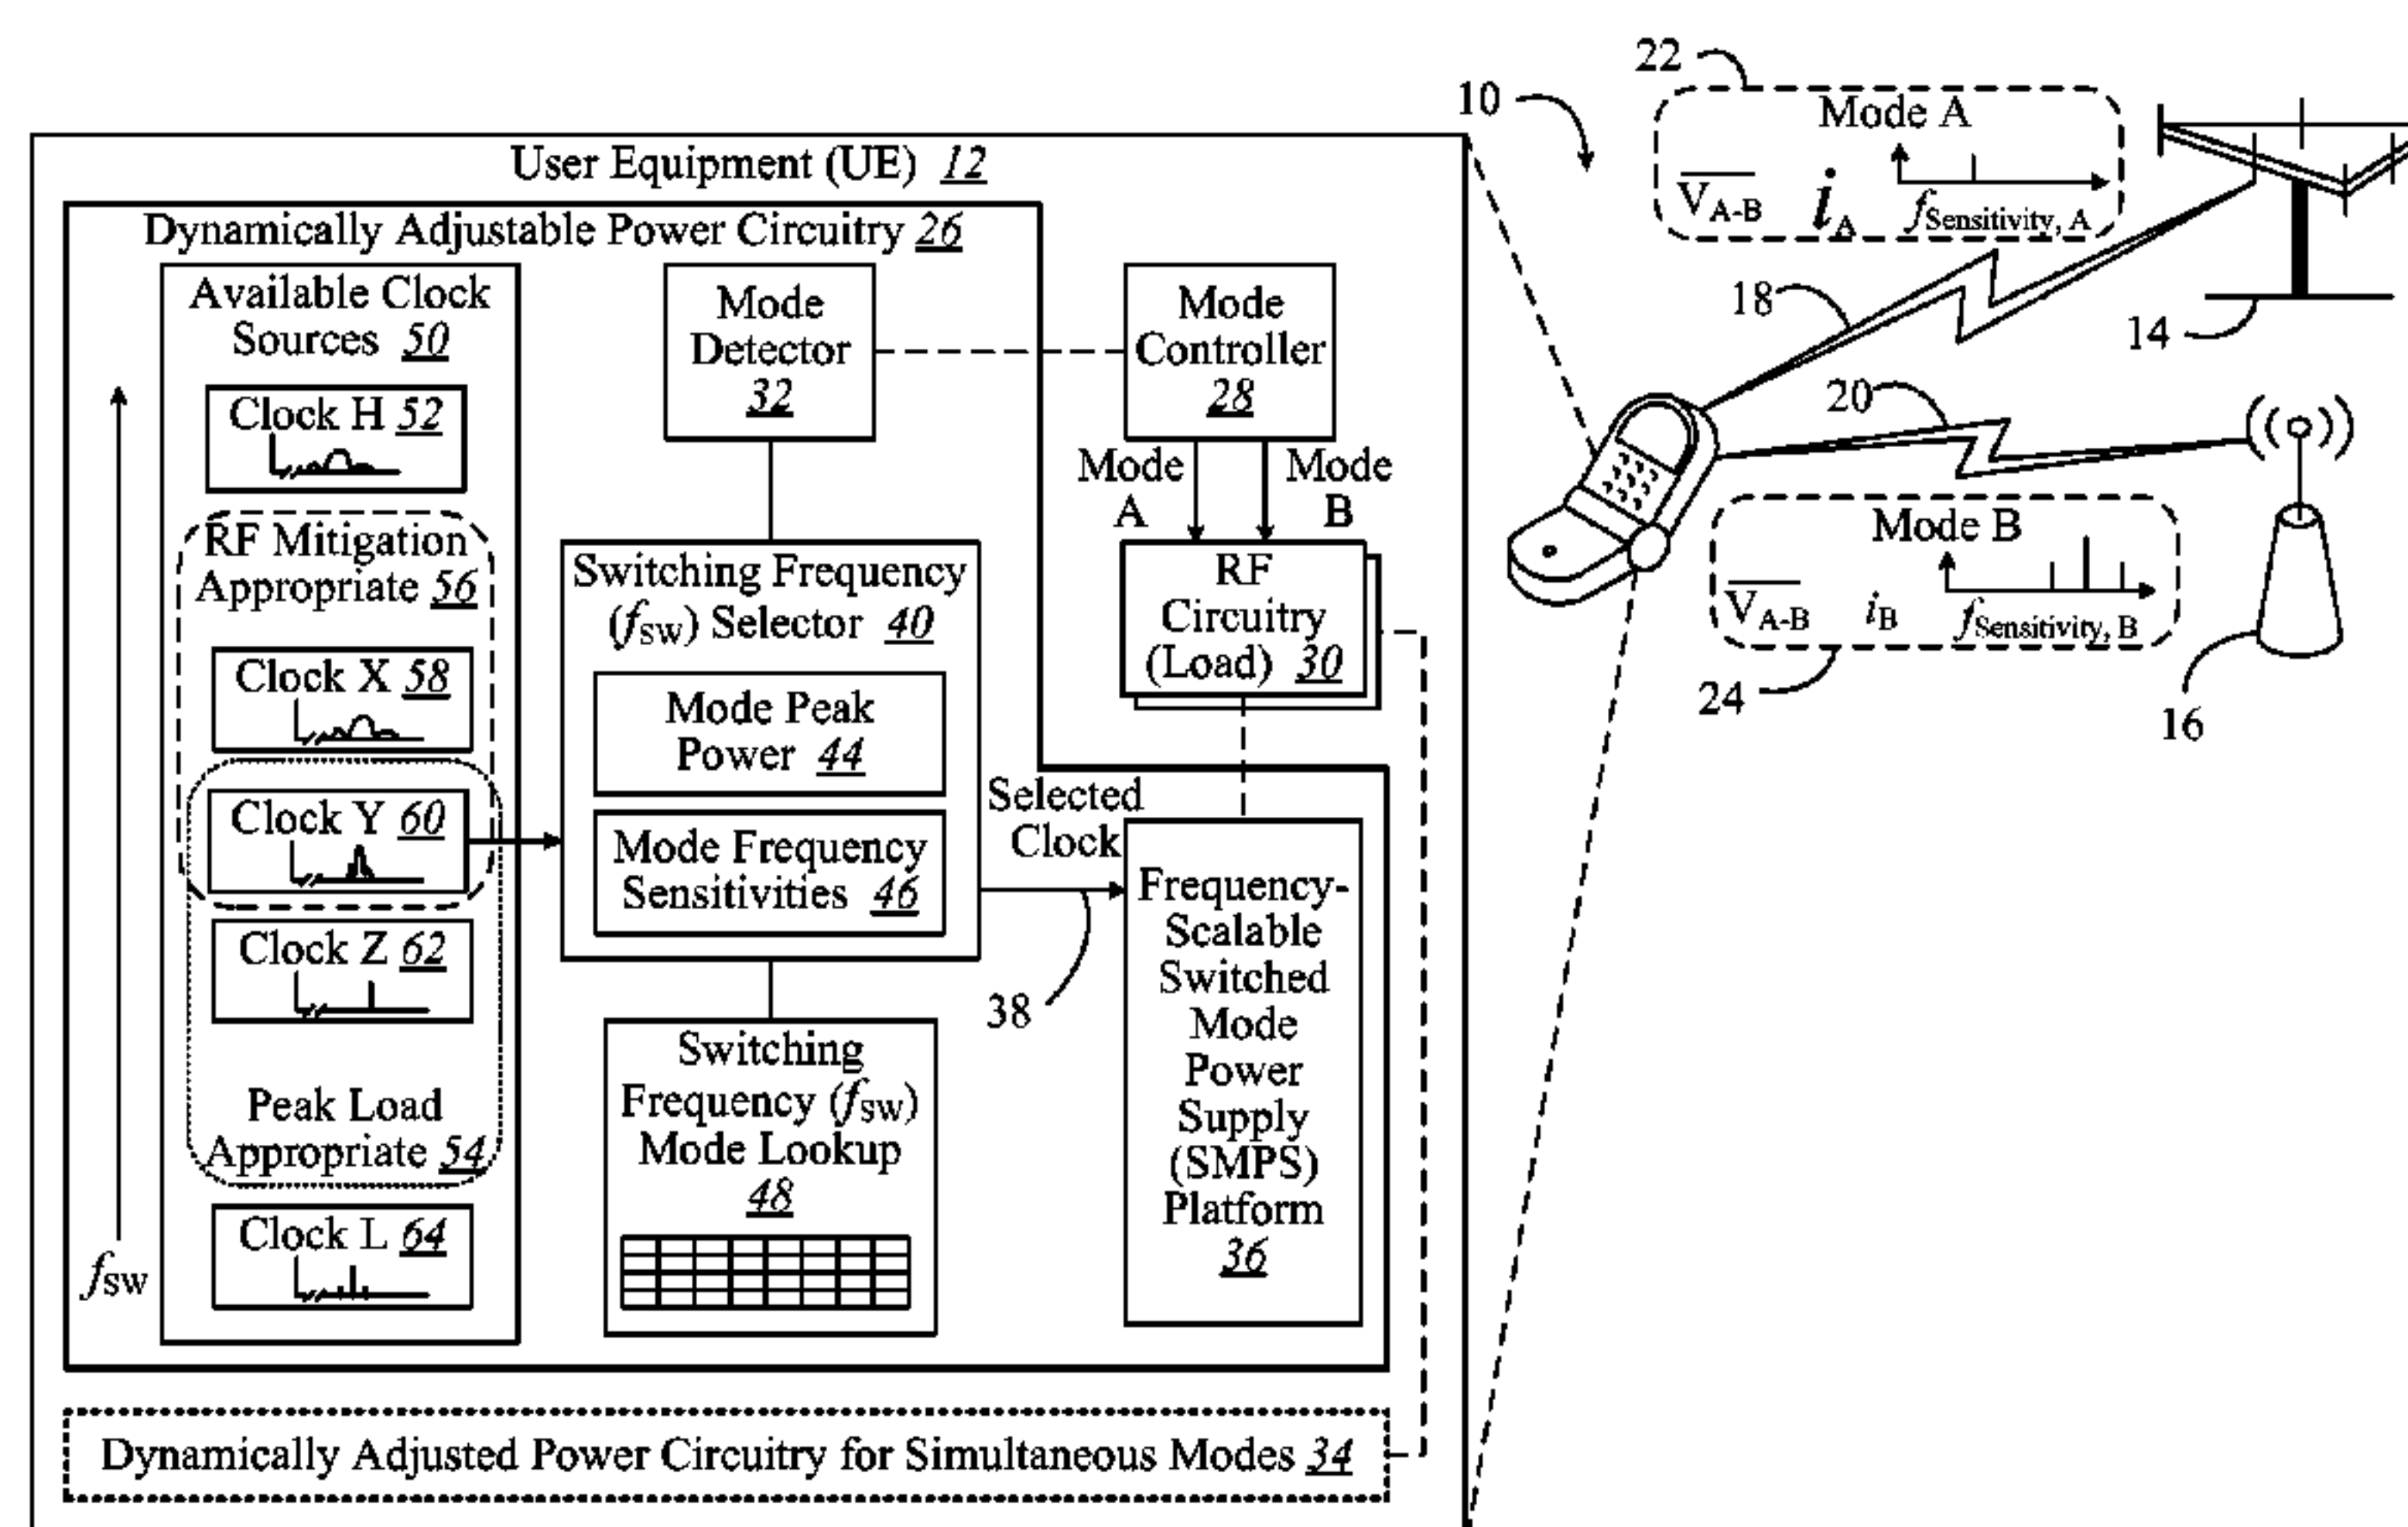 User Equipment (UE) 12
Dynamically Adjustable Power Circuitry 26
Available Clock
Sources 50
Clock H 52
RF Mitigation
Appropriate 56
Clock X 58
Clock Y 60
Clock Z 62
Peak Load
Appropriate 54
Clock L 64
fSW
Mode
Detector
32
Switching Frequency
(fSW) Selector 40
Mode Peak
Power 44
Mode Frequency
Sensitivities 46
Switching
Frequency (fSW)
Mode Lookup
48
Mode
Controller
28
Mode
A
Mode
B
RF
Circuitry
(Load) 30
Selected
Clock
38
Frequency-
Scalable
Switched
Mode
Power
Supply
(SMPS)
Platform
36
Dynamically Adjusted Power Circuitry for Simultaneous Modes 34
10
22
Mode A
VA-B iA fSensitivity, A
18
14
20
Mode B
VA-B iB fSensitivity, B
24
16